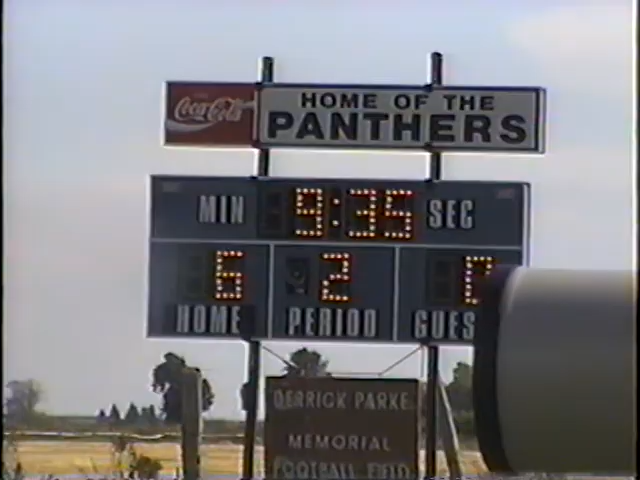 Coca-Cola HOME OF THE
PANTHERS
MIN 9:35 SEC
6 2
HOME PERIOD GUES
DERRICK PARKE
MEMORIAL
FOOTBALL FIELD